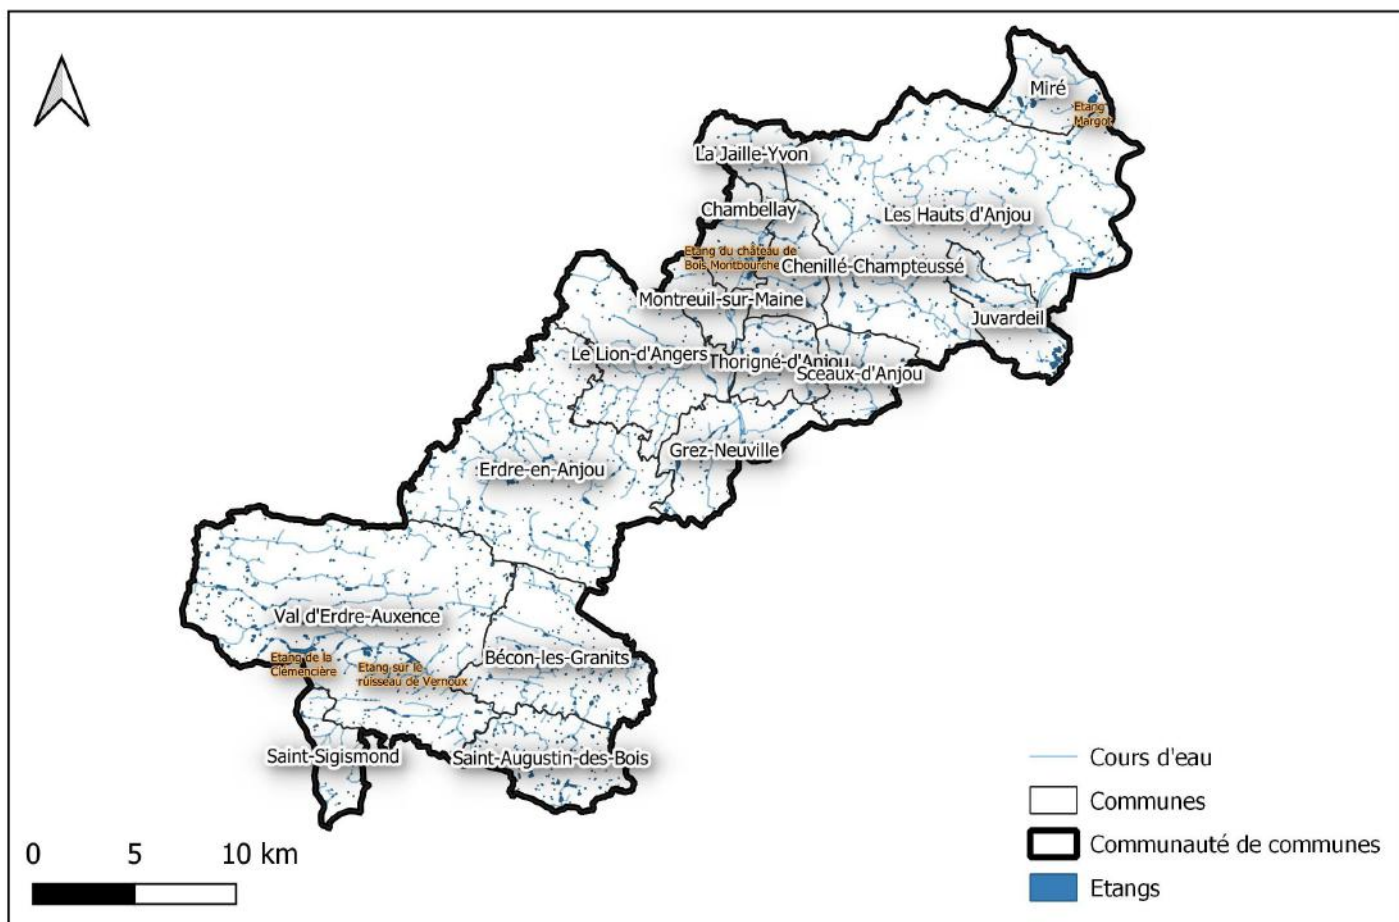 Miré
Etang
Margot
La Jaille-Yvon
Chambellay
Les Hauts d'Anjou
Etang du château de
Bois Montbourcher
Chenillé-Champteussé
Montreuil-sur-Maine
Juvardeil
Le Lion-d'Angers
Thorigné-d'Anjou
Sceaux-d'Anjou
Grez-Neuville
Erdre-en-Anjou
Val d'Erdre-Auxence
Etang de la
Clémencière
Etang sur le
ruisseau de Vernoux
Bécon-les-Granits
Saint-Sigismond
Saint-Augustin-des-Bois
Cours d'eau
Communes
Communauté de communes
Etangs
0 5 10 km